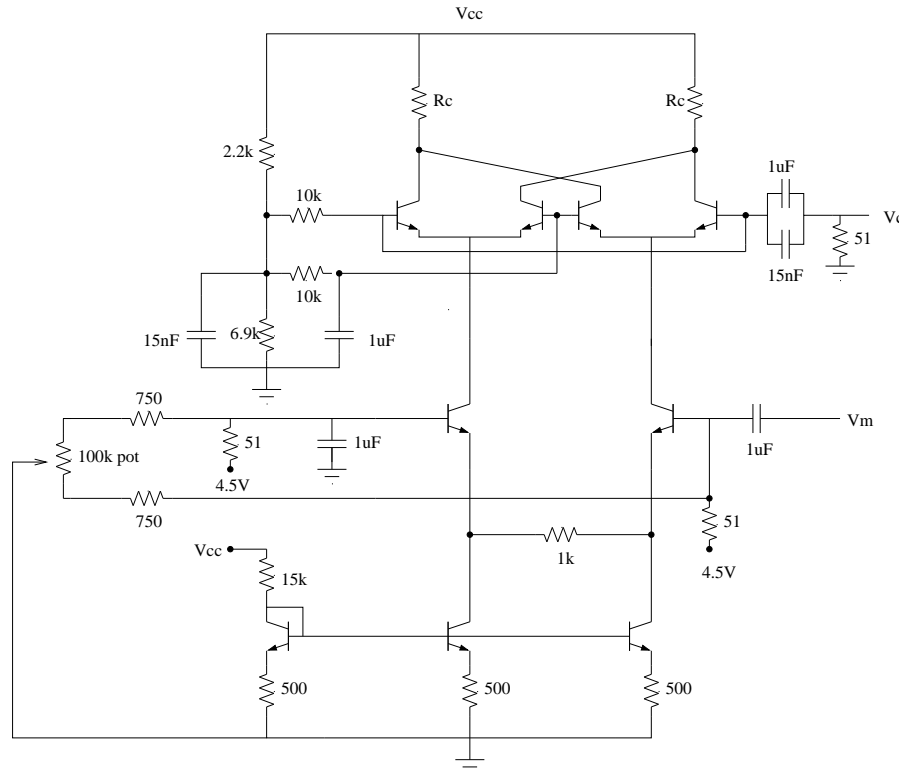 Vcc
Rc
Rc
2.2k
1uF
10k
Vc
51
15nF
10k
15nF
6.9k
1uF
750
51
1uF
Vm
1uF
100k pot
4.5V
750
51
1k
4.5V
Vcc
15k
500
500
500